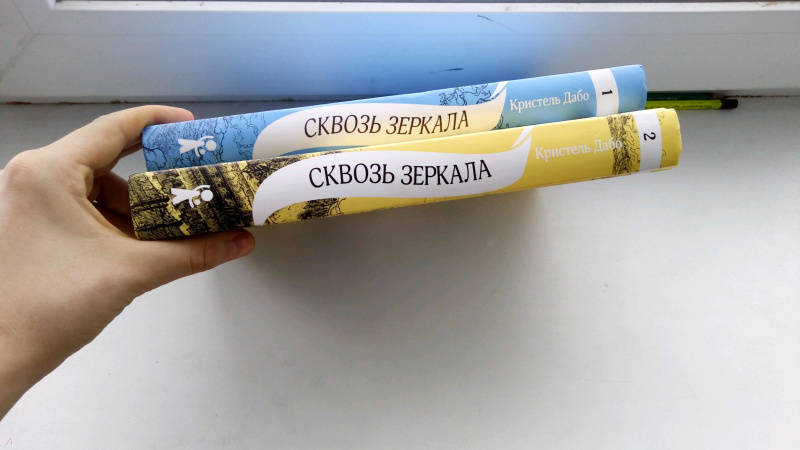 СКВОЗЬ ЗЕРКАЛА Кристель Дабо 1
СКВОЗЬ ЗЕРКАЛА Кристель Дабо 2